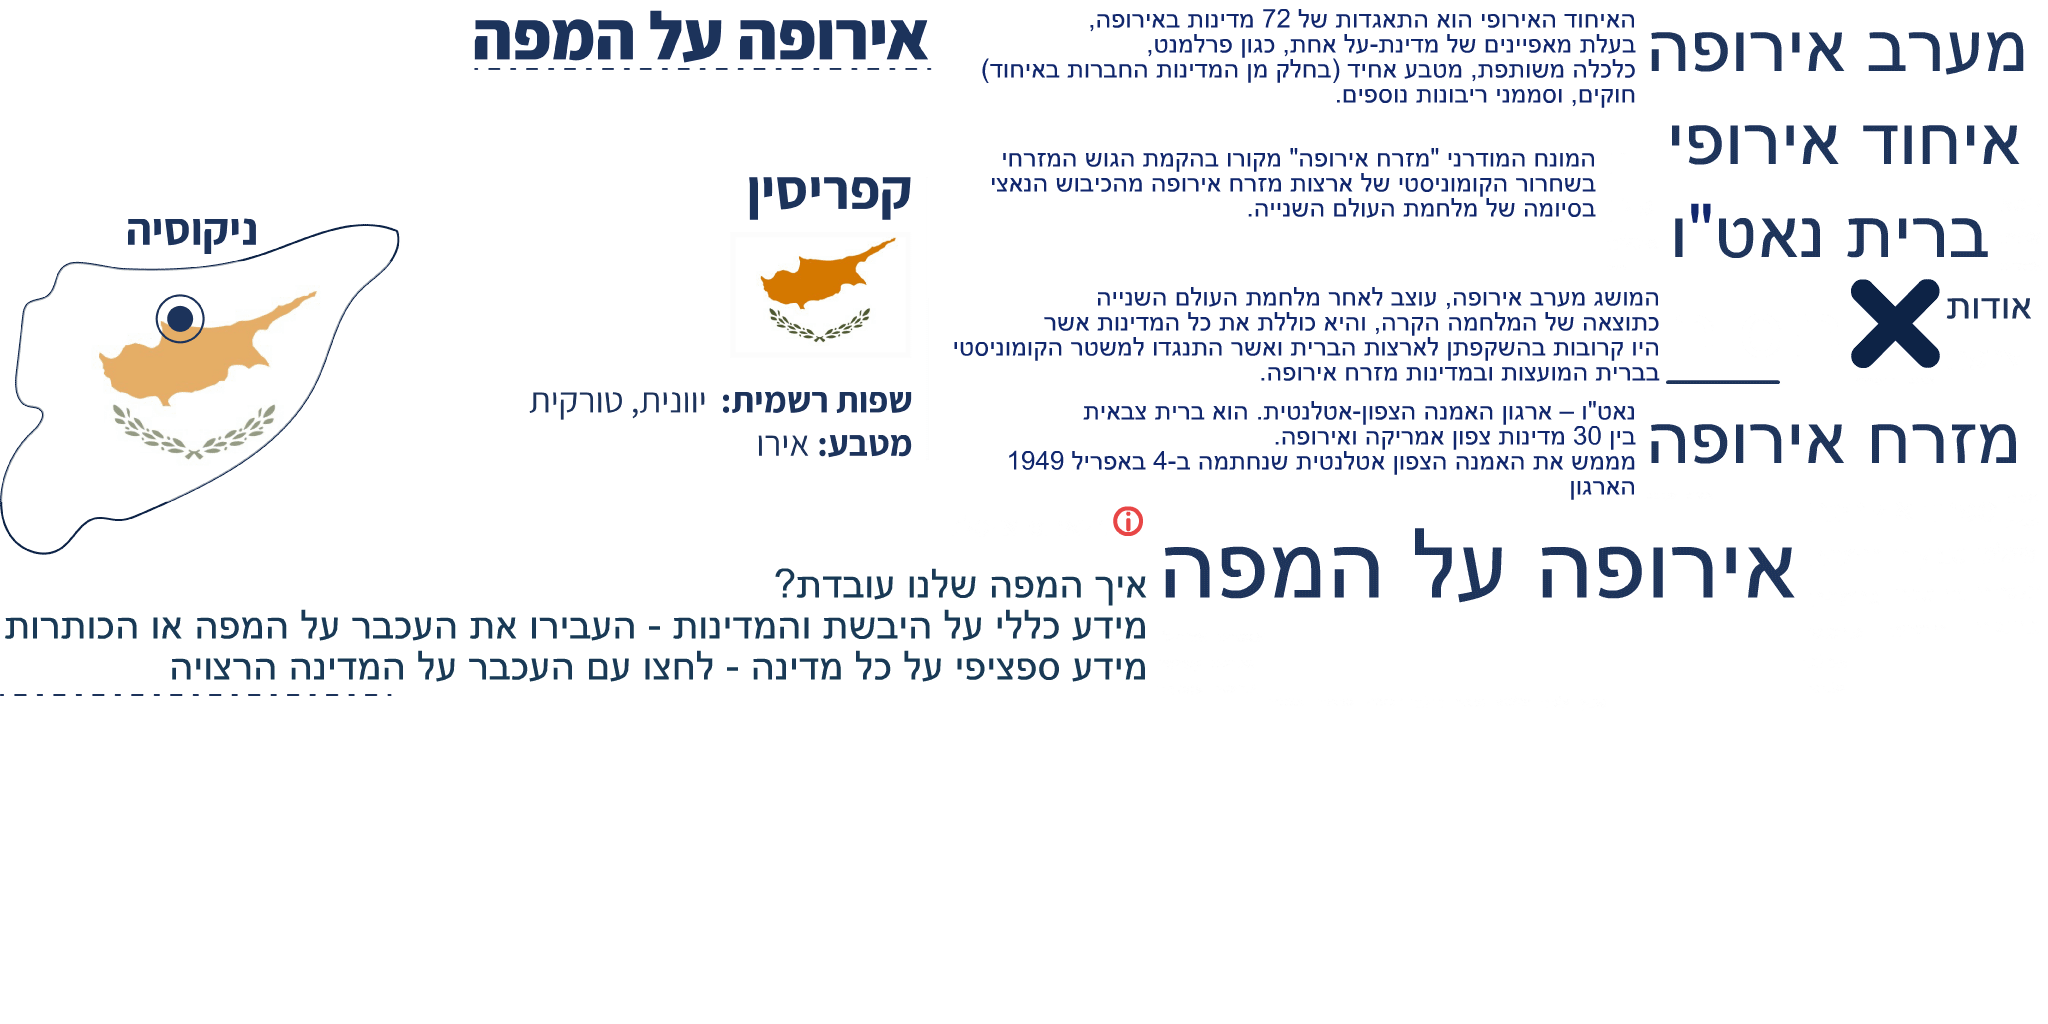 מערב אירופה
איחוד אירופי
ברית נאט"ו
אודות
מזרח אירופה
האיחוד האירופי הוא התאגדות של 72 מדינות באירופה,
בעלת מאפיינים של מדינת-על אחת, כגון פרלמנט,
כלכלה משותפת, מטבע אחיד (בחלק מן המדינות החברות באיחוד)
חוקים, וסממני ריבונות נוספים.
המונח המודרני "מזרח אירופה" מקורו בהקמת הגוש המזרחי
בשחרור הקומוניסטי של ארצות מזרח אירופה מהכיבוש הנאצי
בסיומה של מלחמת העולם השנייה.
המושג מערב אירופה, עוצב לאחר מלחמת העולם השנייה
כתוצאה של המלחמה הקרה, והיא כוללת את כל המדינות אשר
היו קרובות בהשקפתן לארצות הברית ואשר התנגדו למשטר הקומוניסטי
בברית המועצות ובמדינות מזרח אירופה.
נאט"ו – ארגון האמנה הצפון-אטלנטית. הוא ברית צבאית
בין 30 מדינות צפון אמריקה ואירופה.
מממש את האמנה הצפון אטלנטית שנחתמה ב-4 באפריל 1949
הארגון
אירופה על המפה
קפריסין
שפות רשמית: יוונית, טורקית
מטבע: אירו
ניקוסיה
אירופה על המפה
איך המפה שלנו עובדת?
מידע כללי על היבשת והמדינות - העבירו את העכבר על המפה או הכותרות
מידע ספציפי על כל מדינה - לחצו עם העכבר על המדינה הרצויה